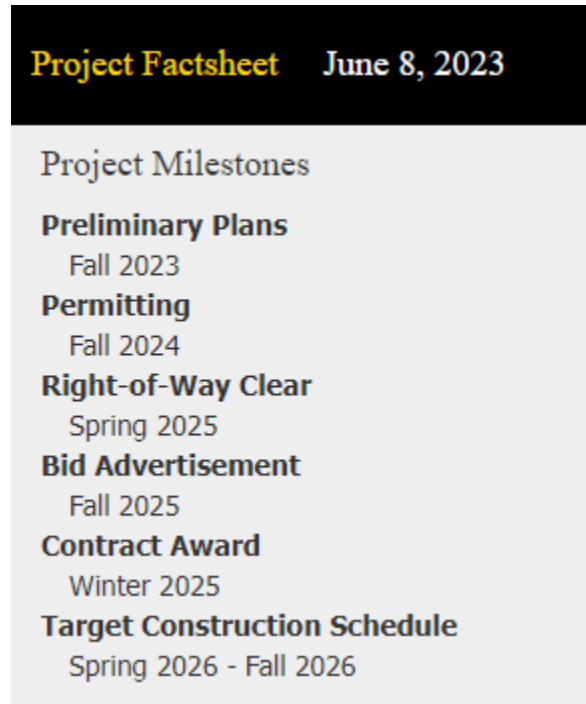 Project Factsheet June 8, 2023
Project Milestones
Preliminary Plans
Fall 2023
Permitting
Fall 2024
Right-of-Way Clear
Spring 2025
Bid Advertisement
Fall 2025
Contract Award
Winter 2025
Target Construction Schedule
Spring 2026 - Fall 2026